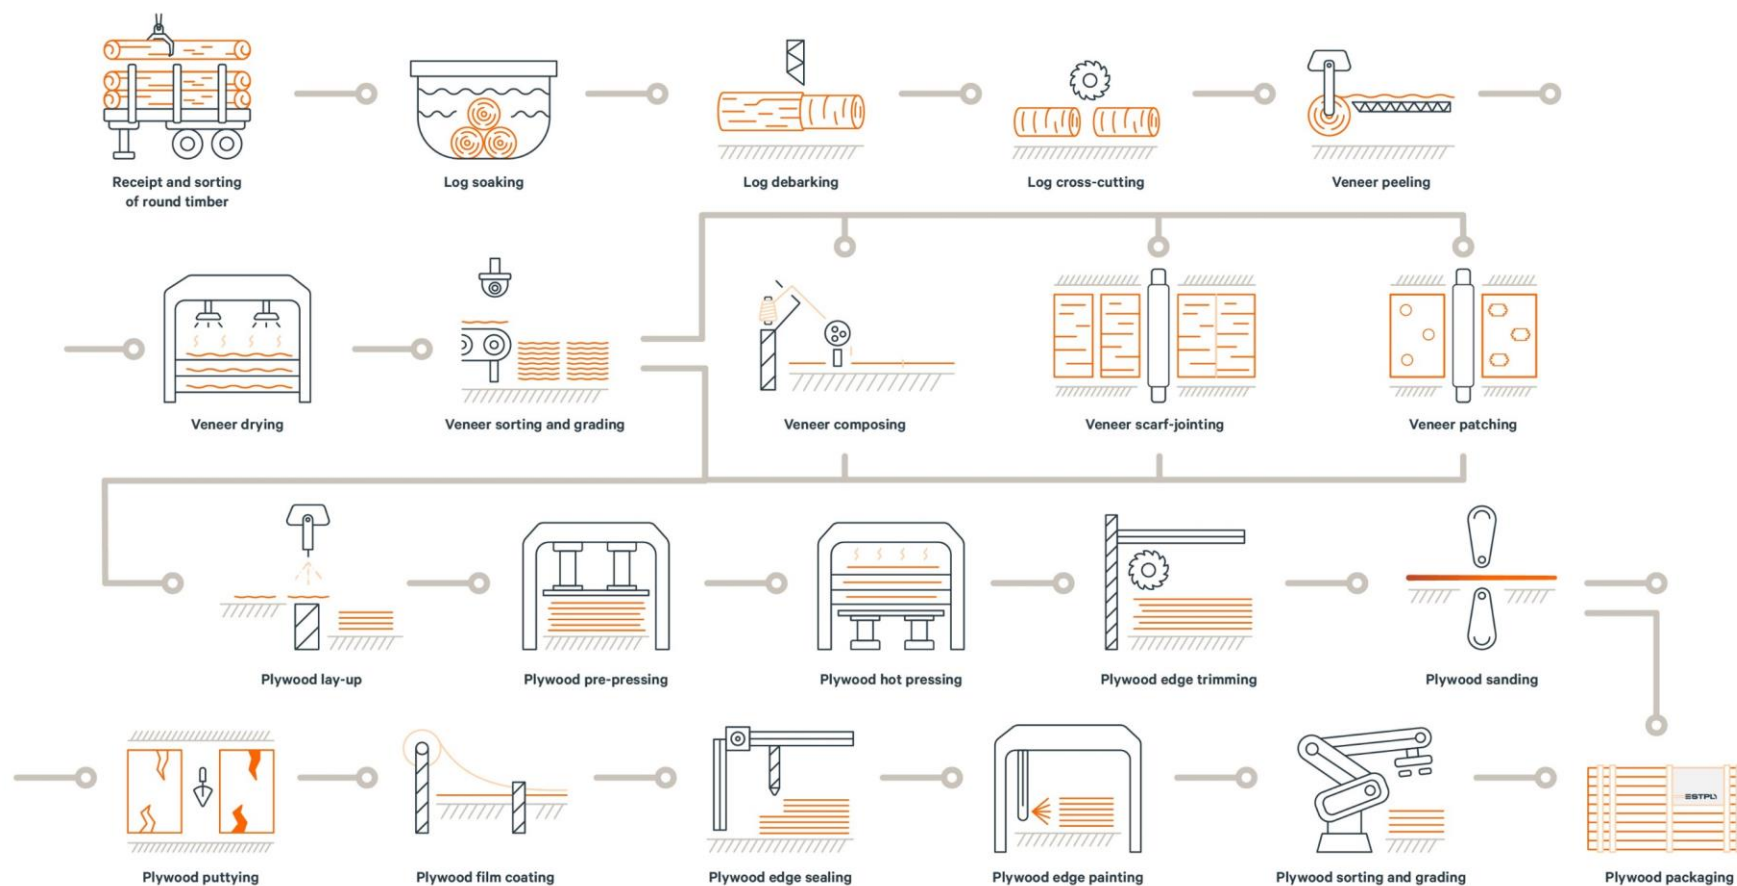 Receipt and sorting
of round timber
Log soaking
Log debarking
Log cross-cutting
Veneer peeling
Veneer drying
Veneer sorting and grading
Veneer composing
Veneer scarf-jointing
Veneer patching
Plywood lay-up
Plywood pre-pressing
Plywood hot pressing
Plywood edge trimming
Plywood sanding
ESTPLY
Plywood puttying
Plywood film coating
Plywood edge sealing
Plywood edge painting
Plywood sorting and grading
Plywood packaging